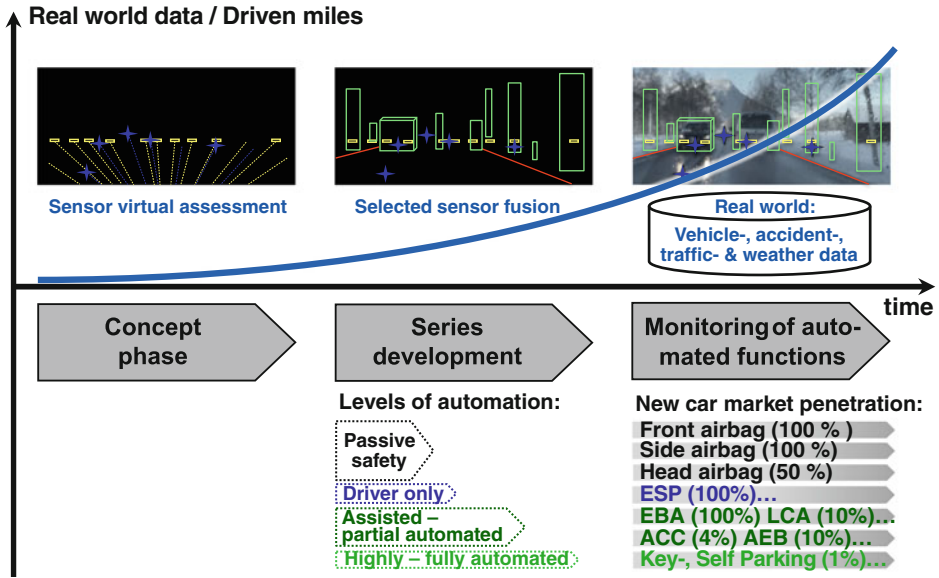 Real world data / Driven miles
Sensor virtual assessment
Selected sensor fusion
Real world:
Vehicle-, accident-,
traffic- & weather data
time
Concept
phase
Series
development
Monitoring of auto-
mated functions
Levels of automation:
Passive
safety
Driver only
Assisted –
partial automated
Highly – fully automated
New car market penetration:
Front airbag (100 % )
Side airbag (100 %)
Head airbag (50 %)
ESP (100%)...
EBA (100%) LCA (10%)...
ACC (4%) AEB (10%)...
Key-, Self Parking (1%)...